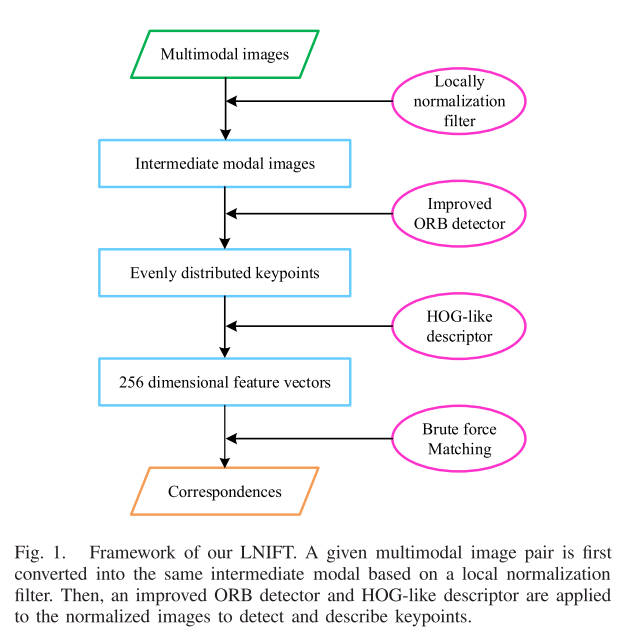 Multimodal images
Locally
normalization
filter
Intermediate modal images
Improved
ORB detector
Evenly distributed keypoints
HOG-like
descriptor
256 dimensional feature vectors
Brute force
Matching
Correspondences
Fig. 1. Framework of our LNIFT. A given multimodal image pair is first
converted into the same intermediate modal based on a local normalization
filter. Then, an improved ORB detector and HOG-like descriptor are applied
to the normalized images to detect and describe keypoints.